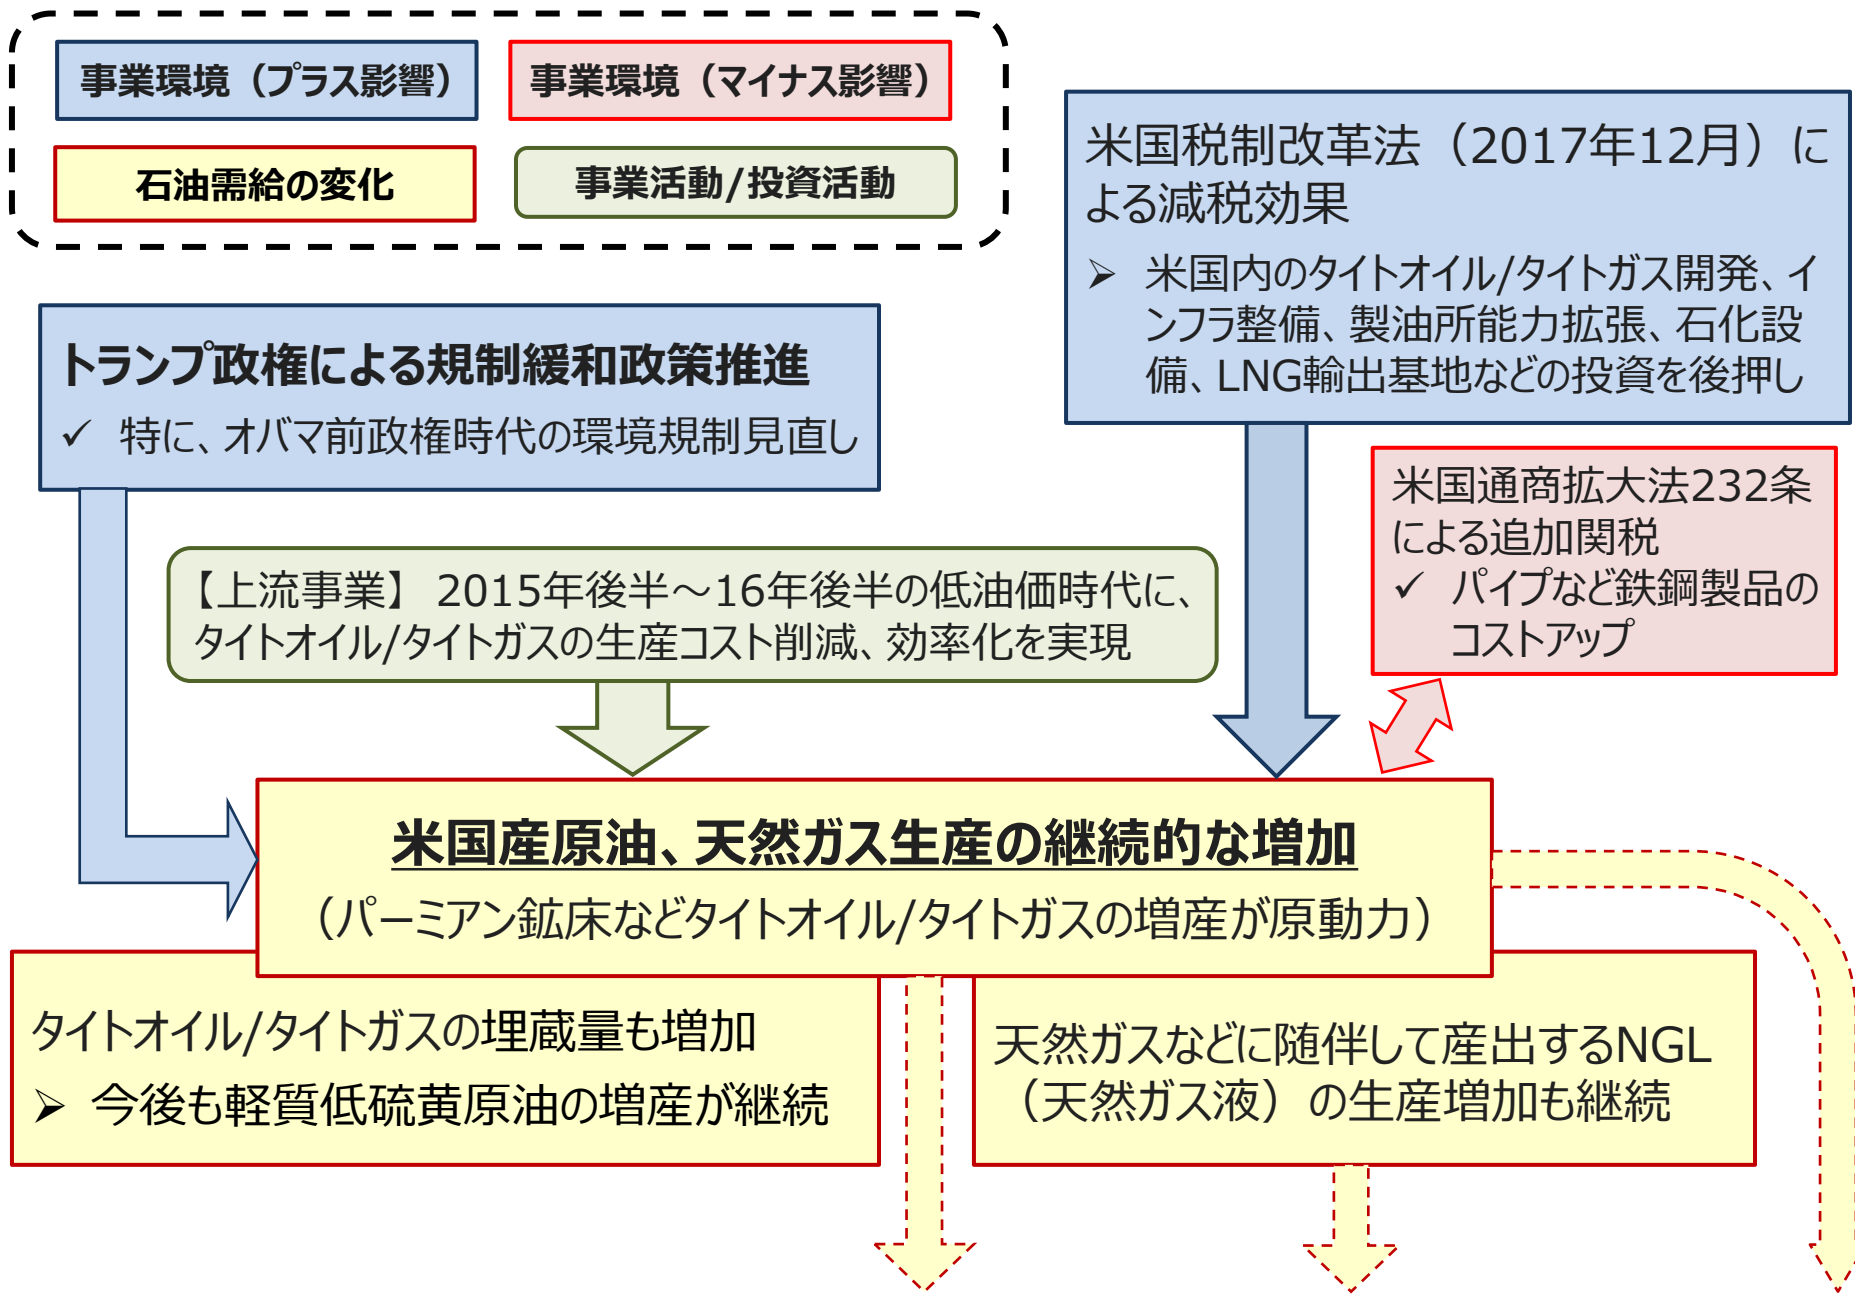 事業環境（プラス影響）
事業環境（マイナス影響）
石油需給の変化
事業活動/投資活動
米国税制改革法（2017年12月）に
よる減税効果
➢ 米国内のタイトオイル/タイトガス開発、イ
ンフラ整備、製油所能力拡張、石化設
備、LNG輸出基地などの投資を後押し
トランプ政権による規制緩和政策推進
✓ 特に、オバマ前政権時代の環境規制見直し
米国通商拡大法232条
による追加関税
✓ パイプなど鉄鋼製品の
コストアップ
【上流事業】 2015年後半～16年後半の低油価時代に、
タイトオイル/タイトガスの生産コスト削減、効率化を実現
米国産原油、天然ガス生産の継続的な増加
（パーミアン鉱床などタイトオイル/タイトガスの増産が原動力）
タイトオイル/タイトガスの埋蔵量も増加
➢ 今後も軽質低硫黄原油の増産が継続
天然ガスなどに随伴して産出するNGL
（天然ガス液）の生産増加も継続